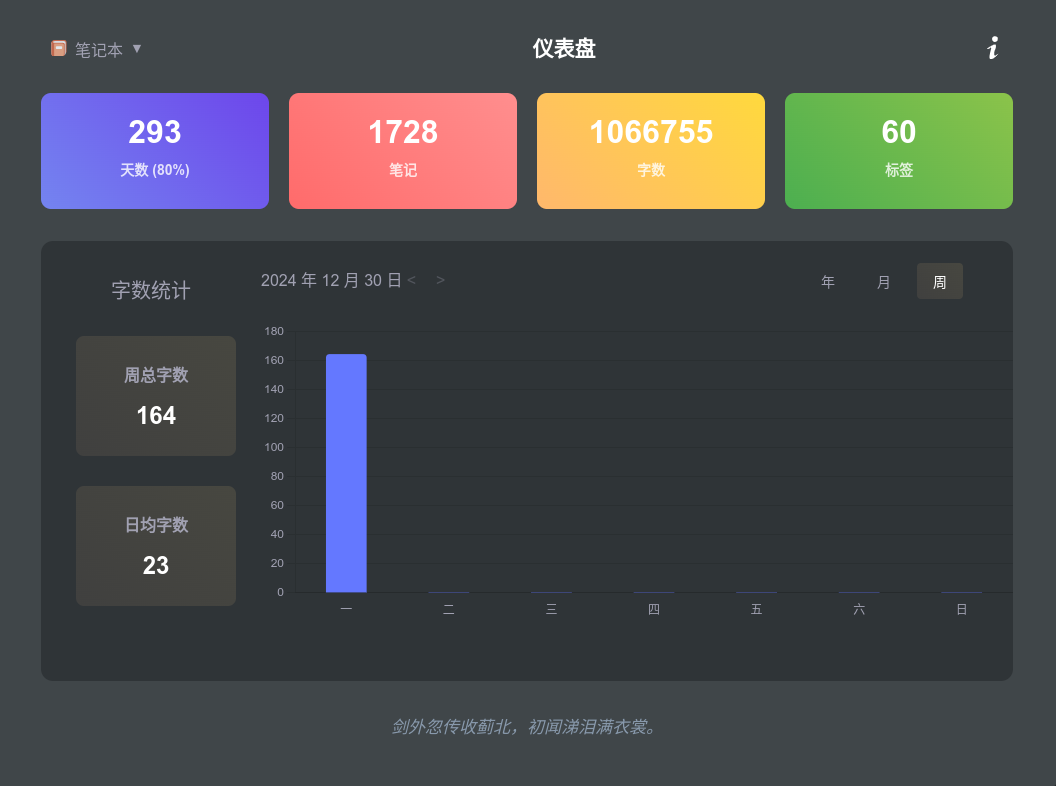 笔记本 ▼
仪表盘
i
293
天数 (80%)
1728
笔记
1066755
字数
60
标签
字数统计
周总字数
164
日均字数
23
2024 年 12 月 30 日 < >
年 月 周
180
160
140
120
100
80
60
40
20
0
一 二 三 四 五 六 日
剑外忽传收蓟北，初闻涕泪满衣裳。